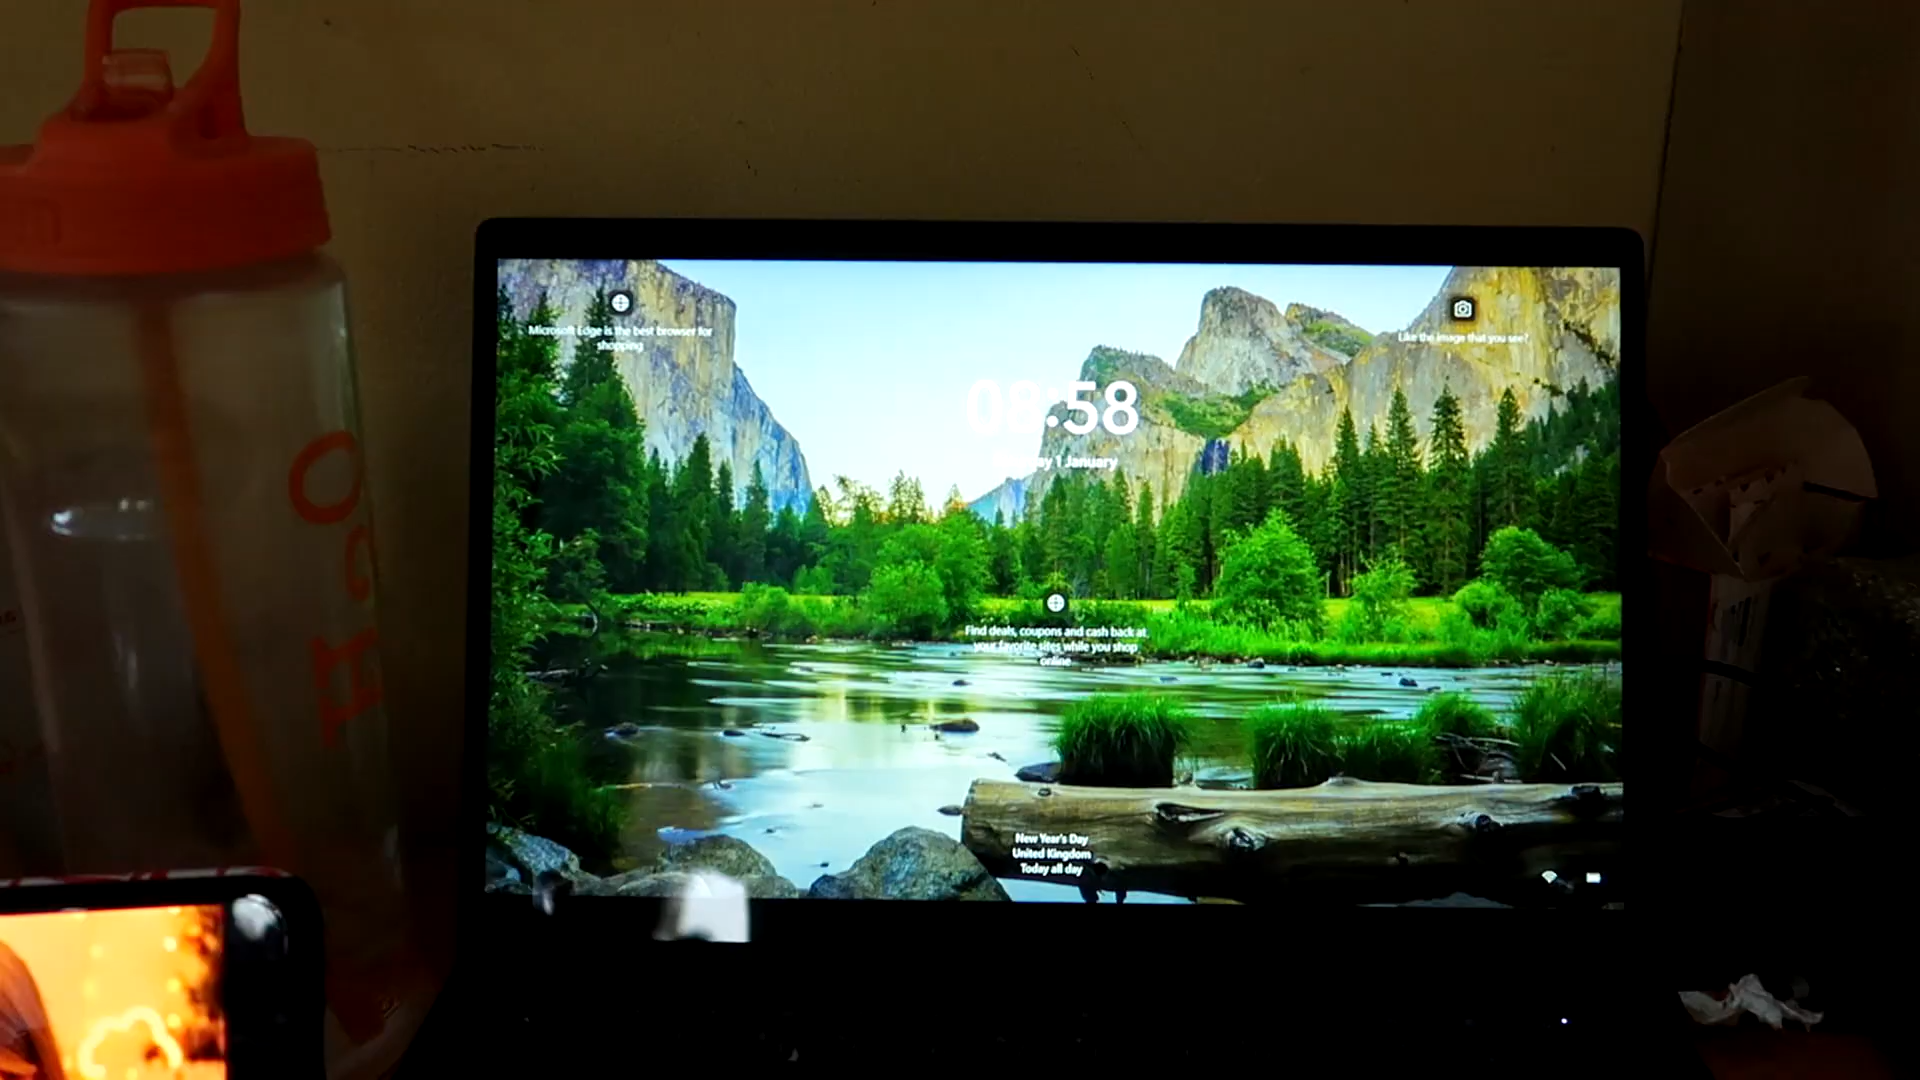 Microsoft Edge is the best browser for
shopping
Like the image that you see?
08:58
1 January
Find deals, coupons and cash back at
your favorite sites while you shop
online
New Year's Day
United Kingdom
Today all day